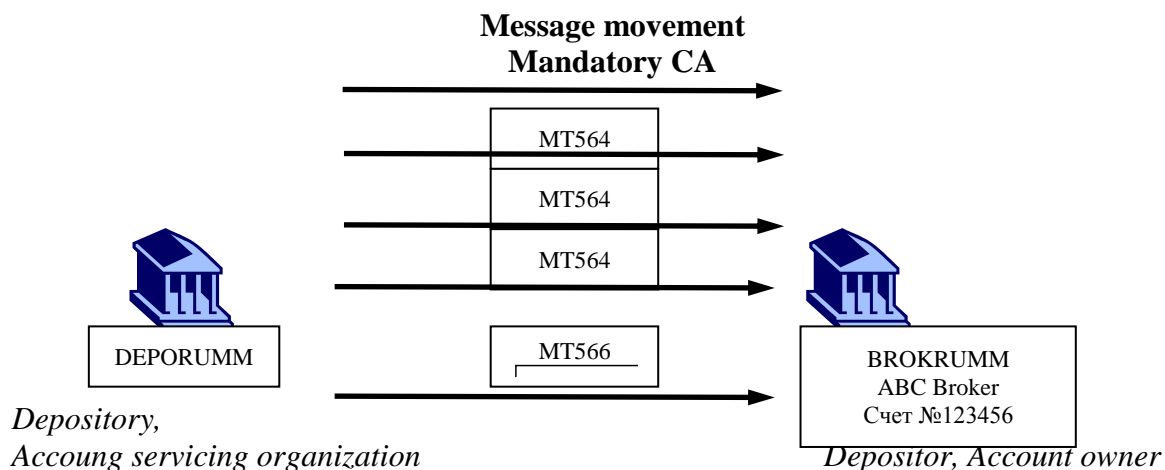 Message movement
Mandatory CA
MT564
MT564
MT564
MT566
DEPORUMM
BROKRUMM
ABC Broker
Счет №123456
Depository,
Accoung servicing organization
Depositor, Account owner